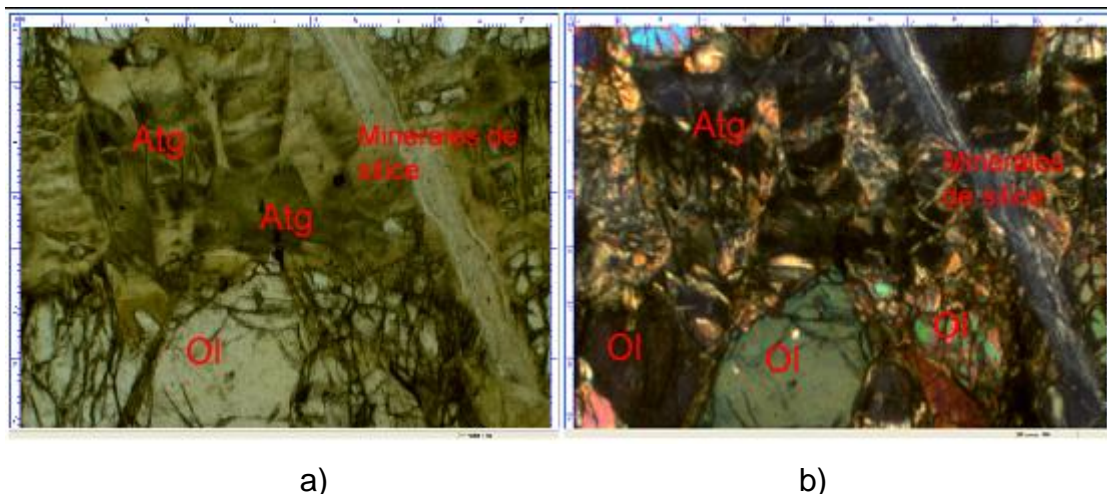 Atg
Minerales de
sílice
Atg
Ol
Atg
Minerales
de sílice
Ol
Ol
Ol
a)
b)